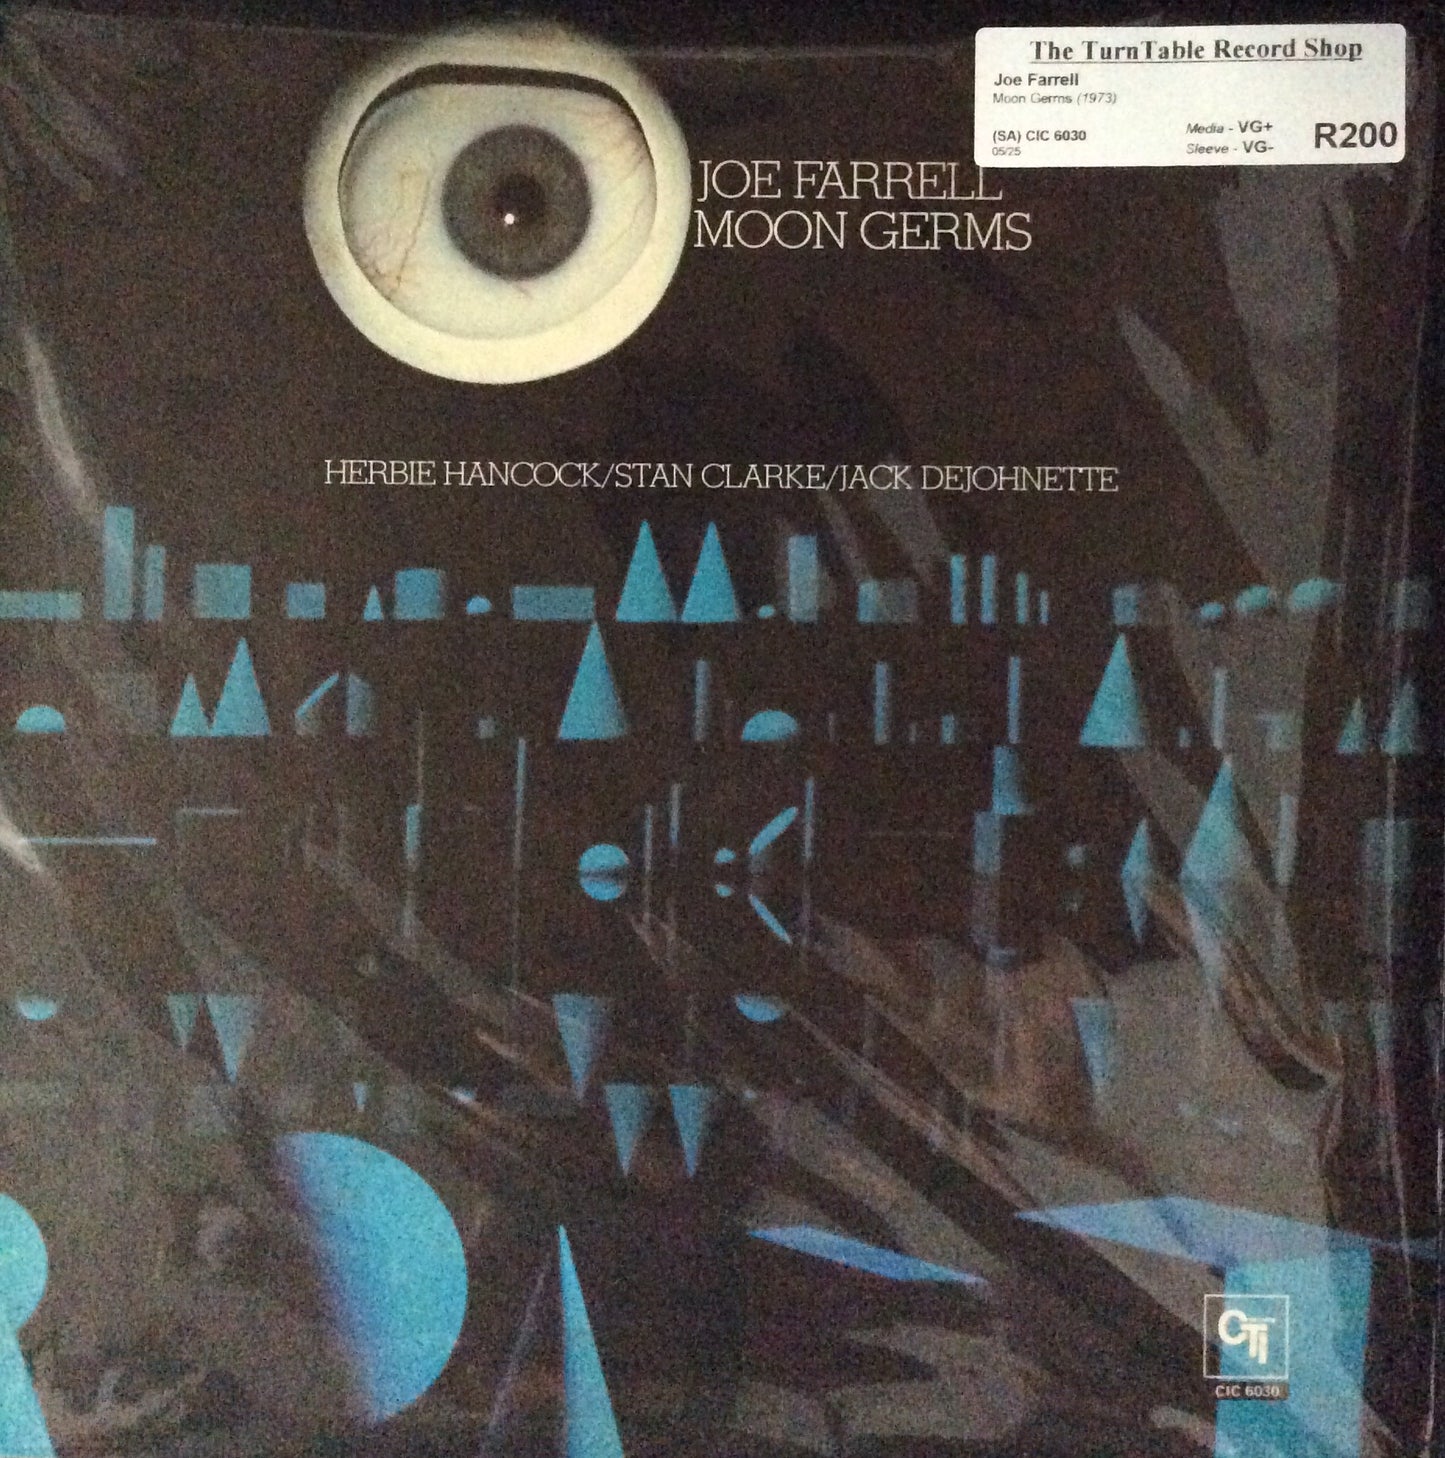 The TurnTable Record Shop
Joe Farrell
Moon Germs (1973)
(SA) CIC 6030
05/25
Media - VG+
Sleeve - VG-
R200
JOE FARRELL
MOON GERMS
HERBIE HANCOCK/STAN CLARKE/JACK DEJOHNETTE
CTI
CIC 6030